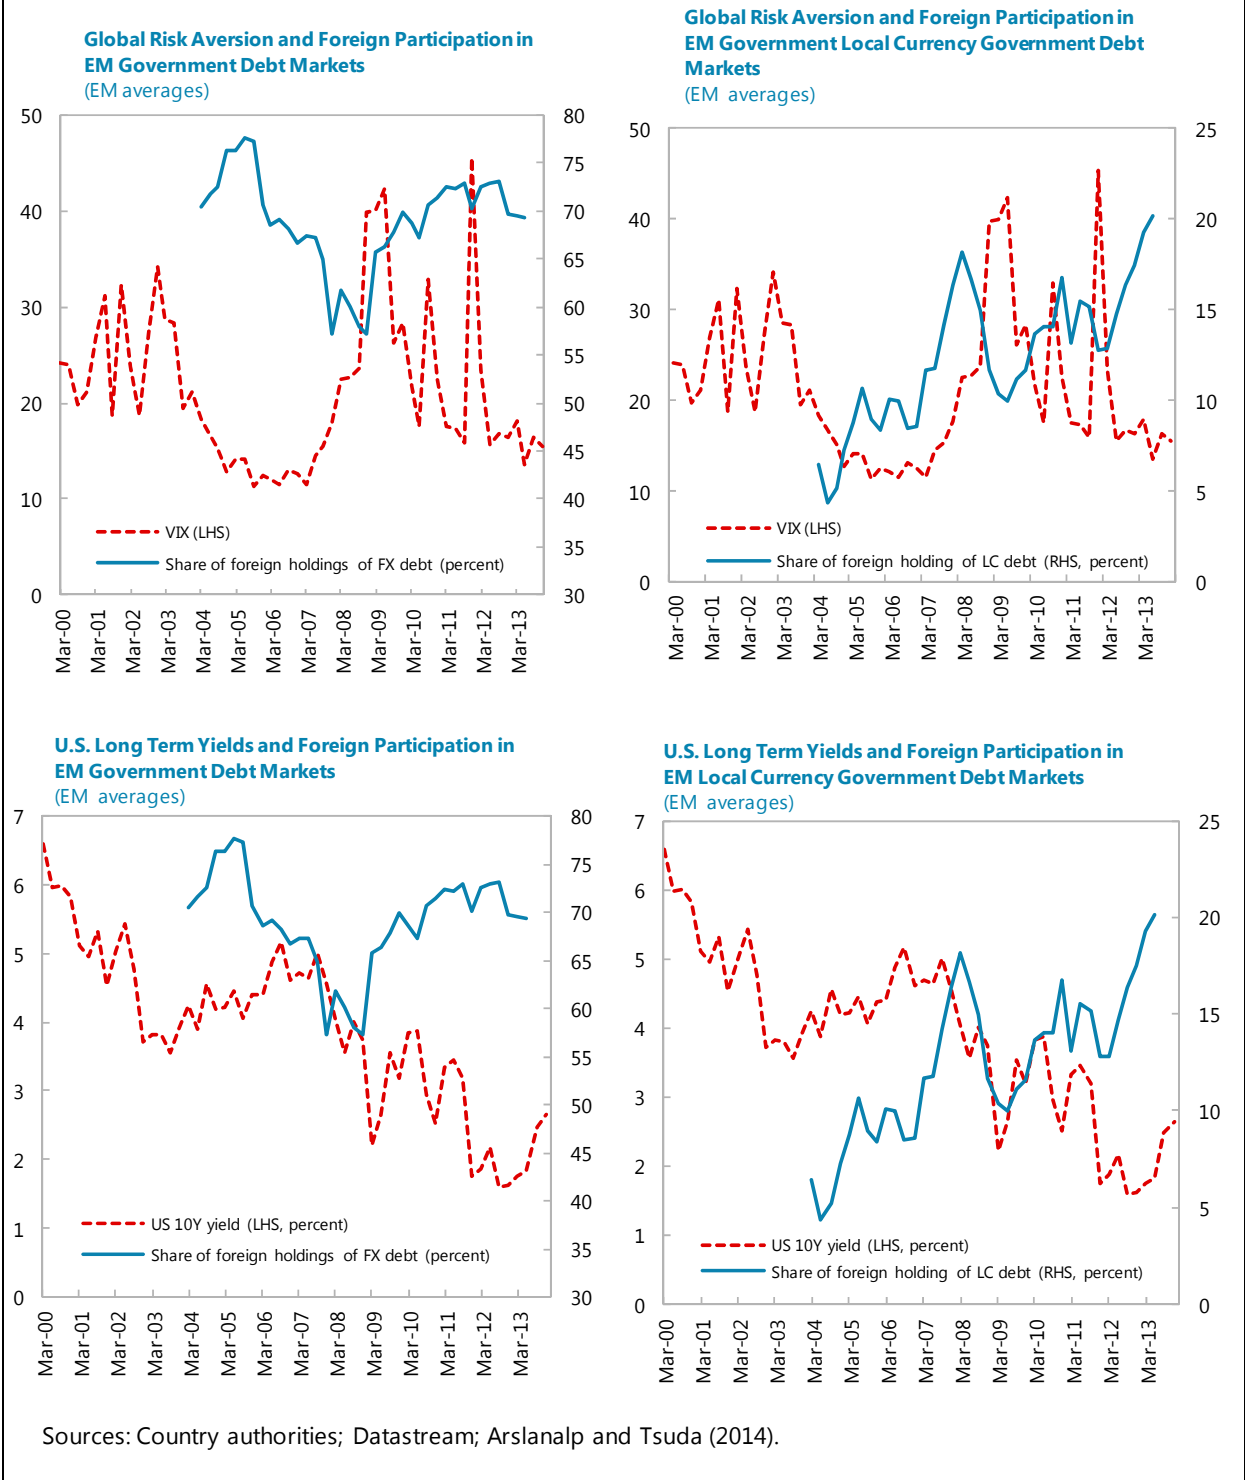 Global Risk Aversion and Foreign Participation in
EM Government Debt Markets
(EM averages)
50
40
30
20
10
0
80
75
70
65
60
55
50
45
40
35
30
VIX (LHS)
Share of foreign holdings of FX debt (percent)
Mar-00
Mar-01
Mar-02
Mar-03
Mar-04
Mar-05
Mar-06
Mar-07
Mar-08
Mar-09
Mar-10
Mar-11
Mar-12
Mar-13
Global Risk Aversion and Foreign Participation in
EM Government Local Currency Government Debt
Markets
(EM averages)
50
40
30
20
10
0
25
20
15
10
5
0
VIX (LHS)
Share of foreign holding of LC debt (RHS, percent)
Mar-00
Mar-01
Mar-02
Mar-03
Mar-04
Mar-05
Mar-06
Mar-07
Mar-08
Mar-09
Mar-10
Mar-11
Mar-12
Mar-13
U.S. Long Term Yields and Foreign Participation in
EM Government Debt Markets
(EM averages)
7
6
5
4
3
2
1
0
80
75
70
65
60
55
50
45
40
35
30
US 10Y yield (LHS, percent)
Share of foreign holdings of FX debt (percent)
Mar-00
Mar-01
Mar-02
Mar-03
Mar-04
Mar-05
Mar-06
Mar-07
Mar-08
Mar-09
Mar-10
Mar-11
Mar-12
Mar-13
U.S. Long Term Yields and Foreign Participation in
EM Local Currency Government Debt Markets
(EM averages)
7
6
5
4
3
2
1
0
25
20
15
10
5
0
US 10Y yield (LHS, percent)
Share of foreign holding of LC debt (RHS, percent)
Mar-00
Mar-01
Mar-02
Mar-03
Mar-04
Mar-05
Mar-06
Mar-07
Mar-08
Mar-09
Mar-10
Mar-11
Mar-12
Mar-13
Sources: Country authorities; Datastream; Arslanalp and Tsuda (2014).